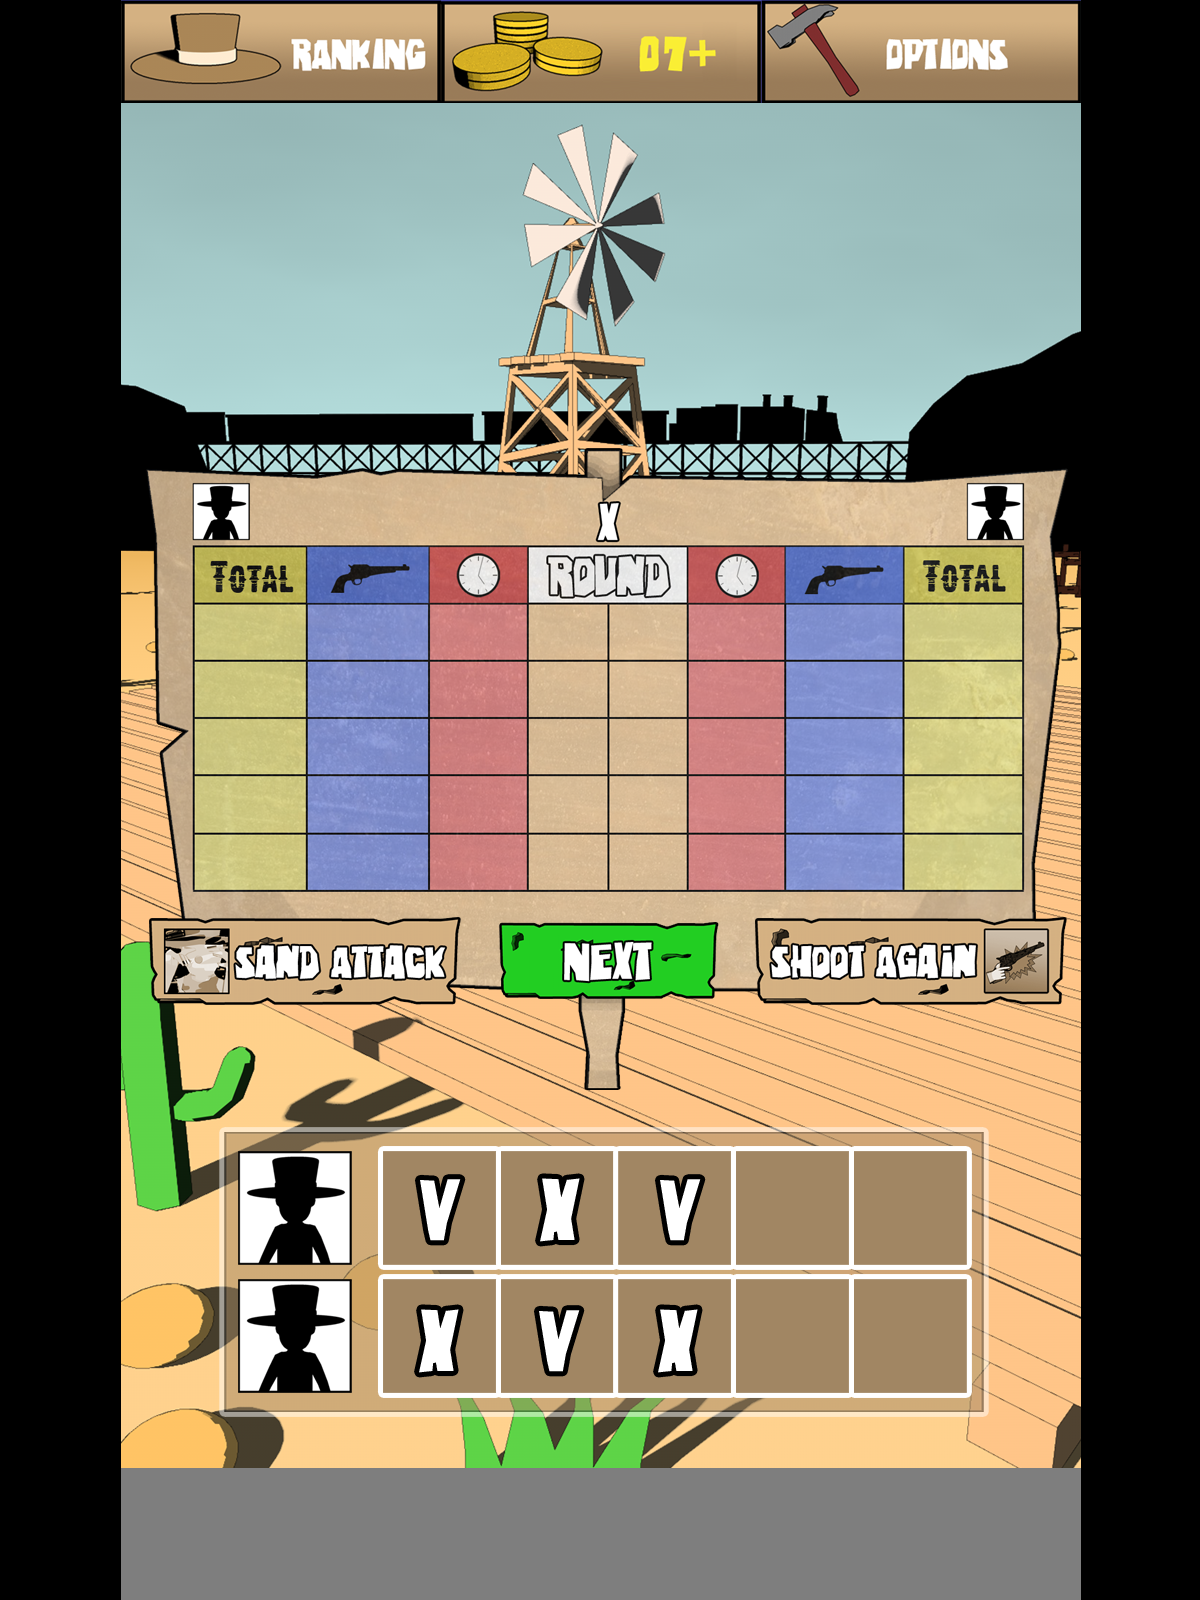 RANKING
07+
OPTIONS
X
TOTAL
ROUND
TOTAL
SAND ATTACK
NEXT
SHOOT AGAIN
V X V
X V X